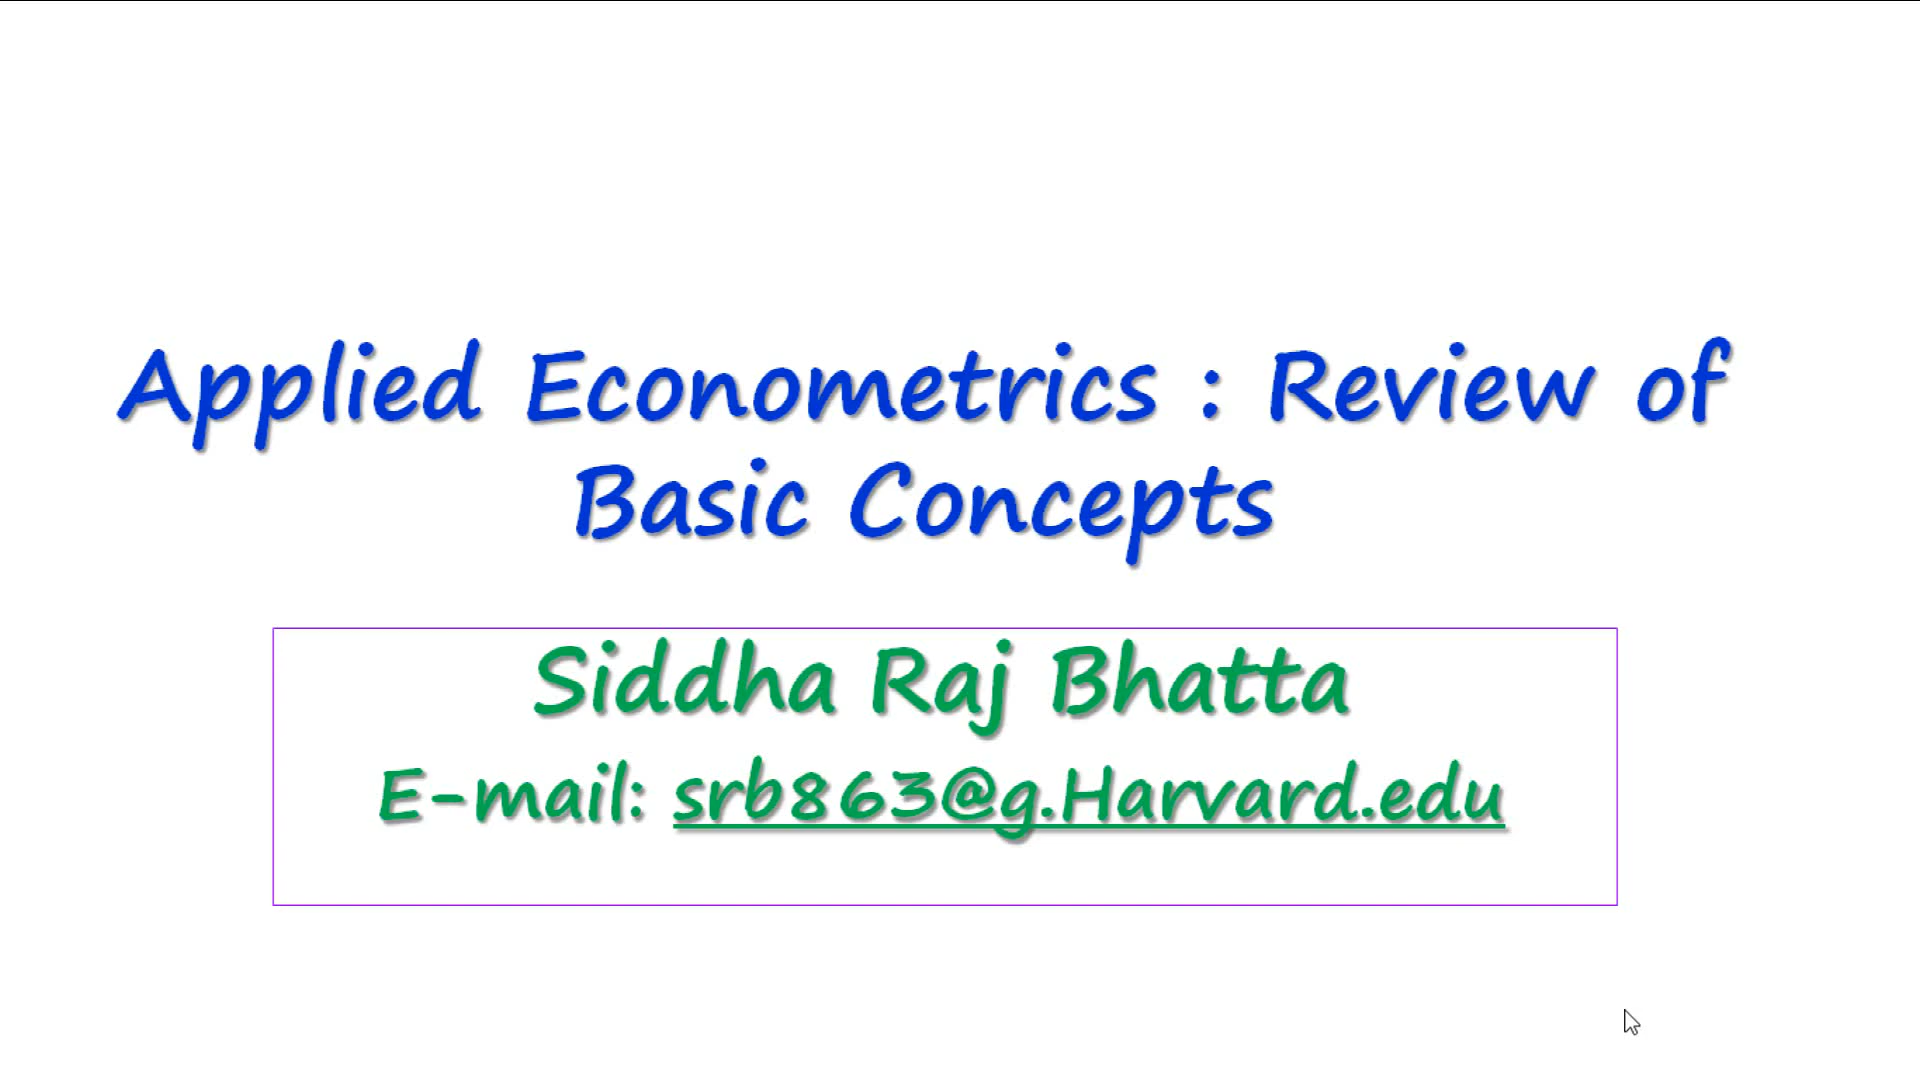 Applied Econometrics : Review of
Basic Concepts
Siddha Raj Bhatta
E-mail: srb863@g.Harvard.edu